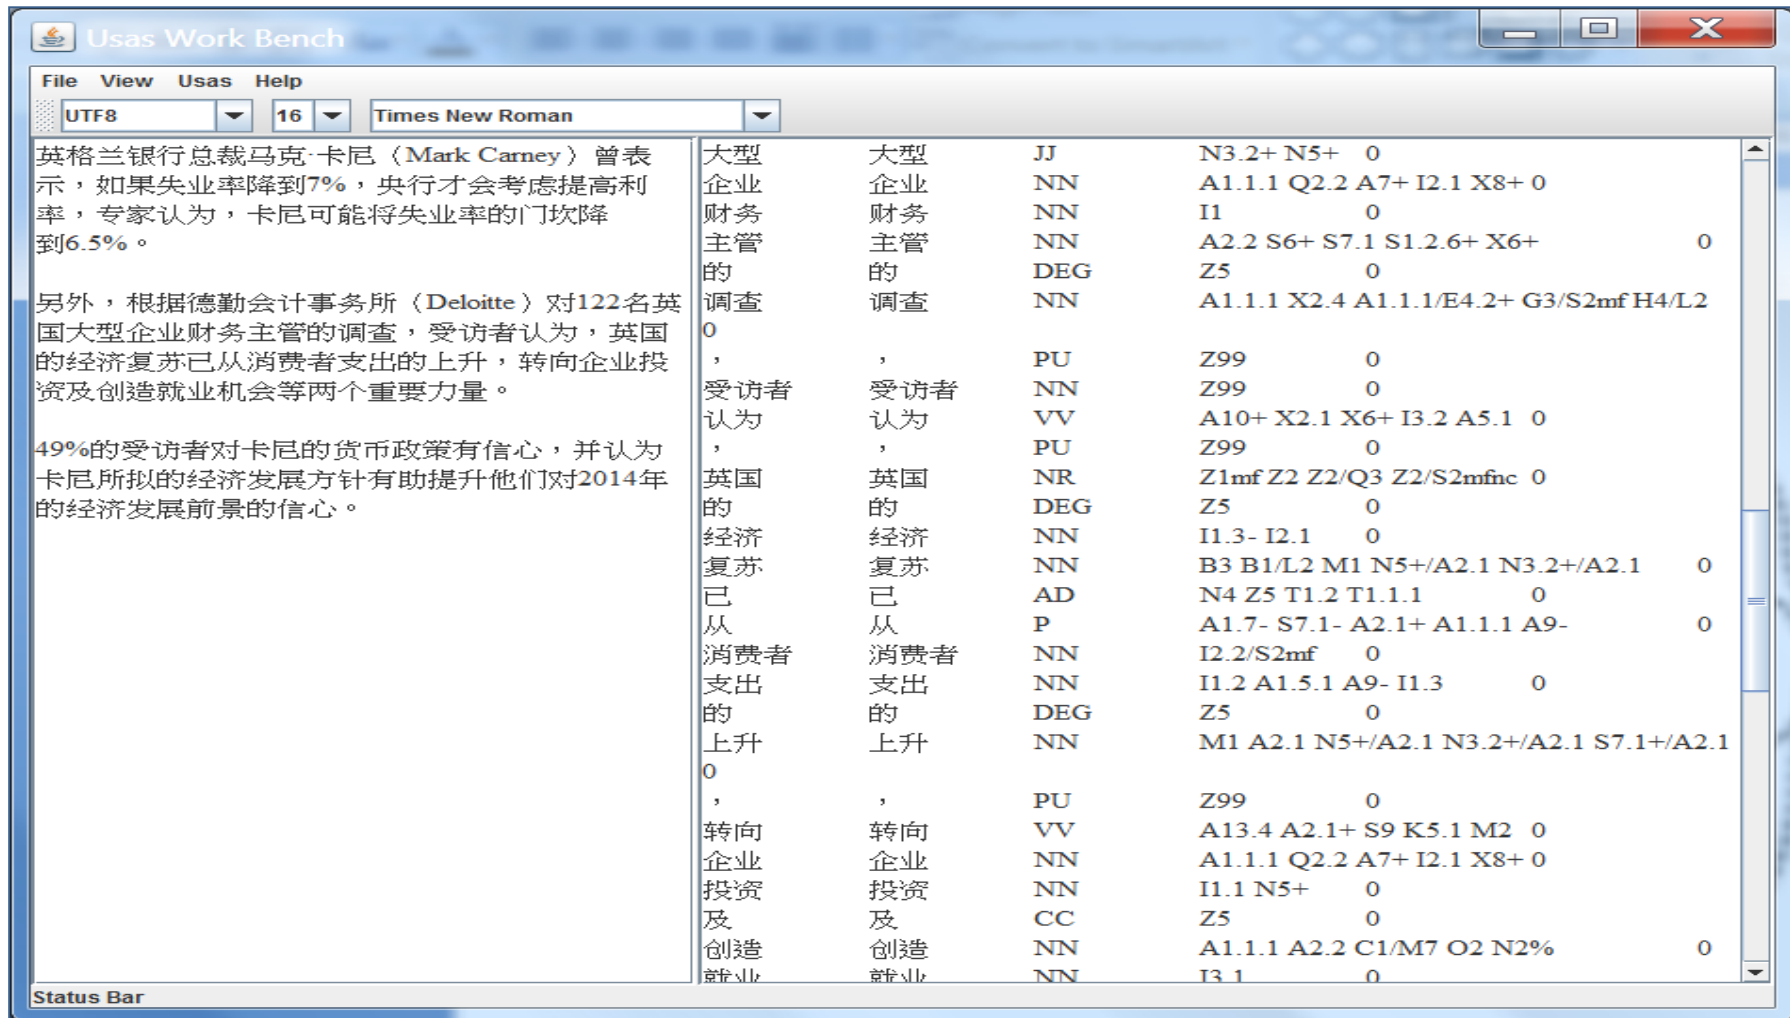 Usas Work Bench
File View Usas Help
UTF8 16 Times New Roman
英格兰银行总裁马克·卡尼（Mark Carney）曾表
示，如果失业率降到7%，央行才会考虑提高利
率，专家认为，卡尼可能将失业率的门坎降
到6.5%。
另外，根据德勤会计事务所（Deloitte）对122名英
国大型企业财务主管的调查，受访者认为，英国
的经济复苏已从消费者支出的上升，转向企业投
资及创造就业机会等两个重要力量。
49%的受访者对卡尼的货币政策有信心，并认为
卡尼所拟的经济发展方针有助提升他们对2014年
的经济发展前景的信心。
大型 大型 JJ N3.2+ N5+ 0
企业 企业 NN A1.1.1 Q2.2 A7+ I2.1 X8+ 0
财务 财务 NN I1 0
主管 主管 NN A2.2 S6+ S7.1 S1.2.6+ X6+ 0
的 的 DEG Z5 0
调查 调查 NN A1.1.1 X2.4 A1.1.1/E4.2+ G3/S2mf H4/L2
0
， ， PU Z99 0
受访者 受访者 NN Z99 0
认为 认为 VV A10+ X2.1 X6+ I3.2 A5.1 0
， ， PU Z99 0
英国 英国 NR Z1mf Z2 Z2/Q3 Z2/S2mfnc 0
的 的 DEG Z5 0
经济 经济 NN I1.3- I2.1 0
复苏 复苏 NN B3 B1/L2 M1 N5+/A2.1 N3.2+/A2.1 0
已 已 AD N4 Z5 T1.2 T1.1.1 0
从 从 P A1.7- S7.1- A2.1+ A1.1.1 A9- 0
消费者 消费者 NN I2.2/S2mf 0
支出 支出 NN I1.2 A1.5.1 A9- I1.3 0
的 的 DEG Z5 0
上升 上升 NN M1 A2.1 N5+/A2.1 N3.2+/A2.1 S7.1+/A2.1
0
， ， PU Z99 0
转向 转向 VV A13.4 A2.1+ S9 K5.1 M2 0
企业 企业 NN A1.1.1 Q2.2 A7+ I2.1 X8+ 0
投资 投资 NN I1.1 N5+ 0
及 及 CC Z5 0
创造 创造 NN A1.1.1 A2.2 C1/M7 O2 N2% 0
就业 就业 NN I3.1 0
Status Bar